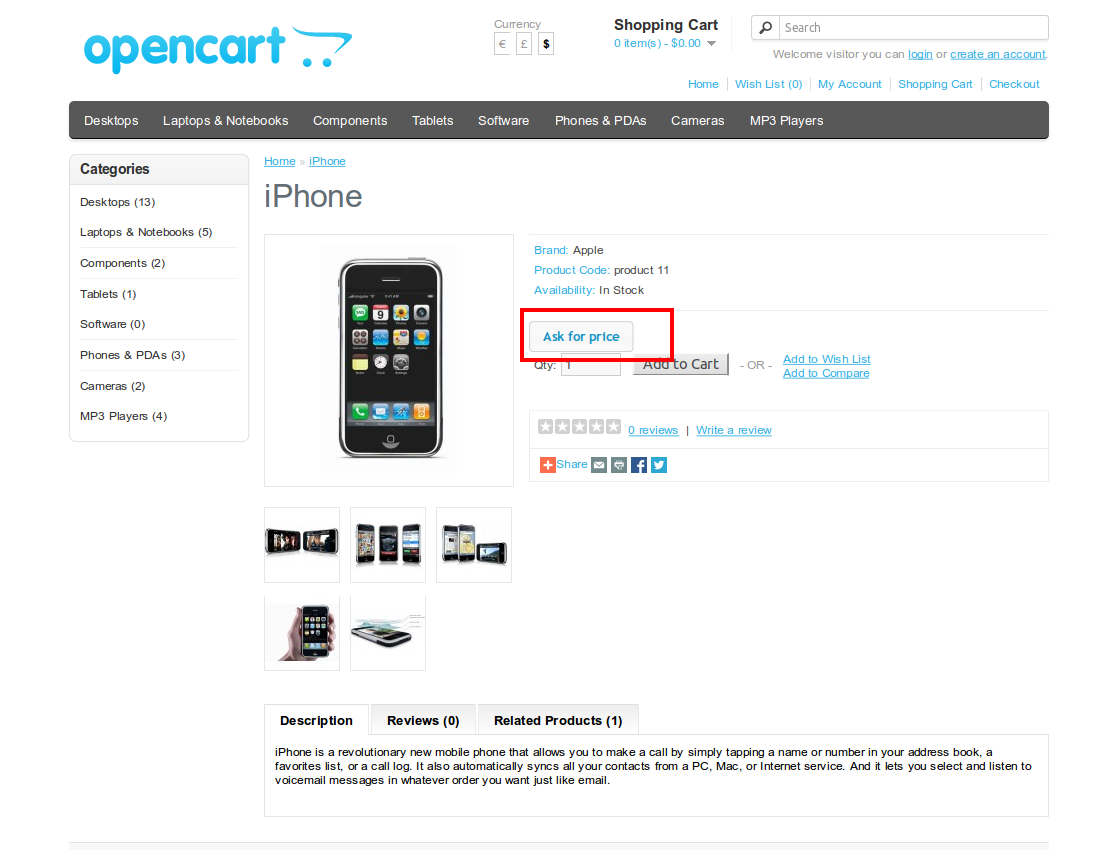 opencart
Currency
€ £ $
Shopping Cart
0 item(s) - $0.00
Search
Welcome visitor you can login or create an account.
Home Wish List (0) My Account Shopping Cart Checkout
Desktops Laptops & Notebooks Components Tablets Software Phones & PDAs Cameras MP3 Players
Categories
Desktops (13)
Laptops & Notebooks (5)
Components (2)
Tablets (1)
Software (0)
Phones & PDAs (3)
Cameras (2)
MP3 Players (4)
Home » iPhone
iPhone
Brand: Apple
Product Code: product 11
Availability: In Stock
Ask for price
Qty: 1 Add to Cart - OR - Add to Wish List
Add to Compare
0 reviews | Write a review
Share
Description Reviews (0) Related Products (1)
iPhone is a revolutionary new mobile phone that allows you to make a call by simply tapping a name or number in your address book, a
favorites list, or a call log. It also automatically syncs all your contacts from a PC, Mac, or Internet service. And it lets you select and listen to
voicemail messages in whatever order you want just like email.